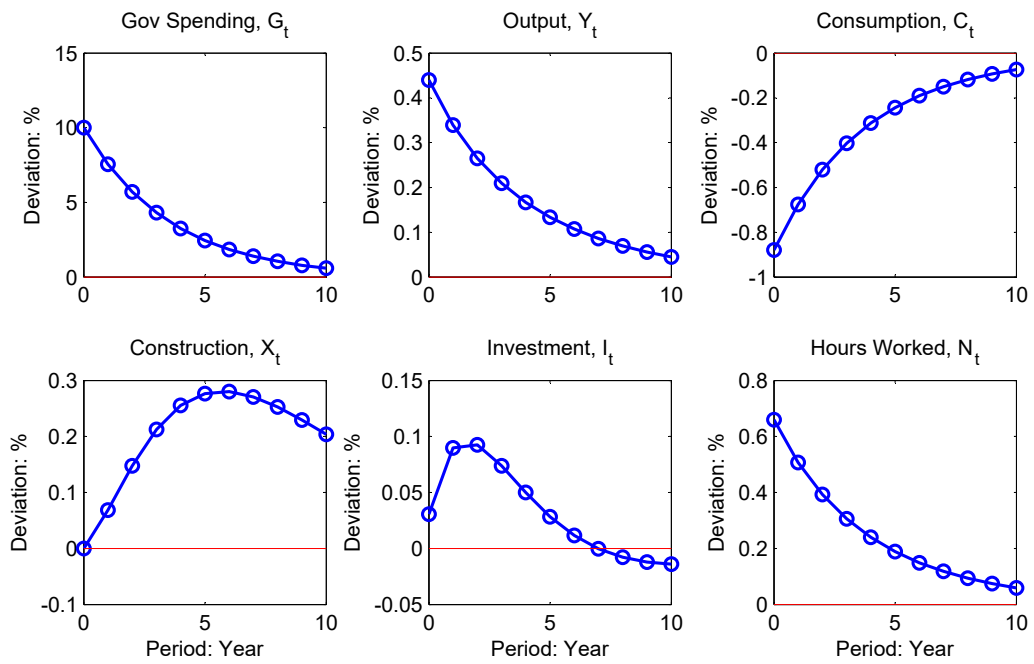 Gov Spending, G_t
Output, Y_t
Consumption, C_t
15
10
5
0
Deviation: %
0 5 10
0.5
0.4
0.3
0.2
0.1
0
Deviation: %
0 5 10
0
-0.2
-0.4
-0.6
-0.8
-1
Deviation: %
0 5 10
Construction, X_t
Investment, I_t
Hours Worked, N_t
0.3
0.2
0.1
0
-0.1
Deviation: %
0 5 10
Period: Year
0.15
0.1
0.05
0
-0.05
Deviation: %
0 5 10
Period: Year
0.8
0.6
0.4
0.2
0
Deviation: %
0 5 10
Period: Year